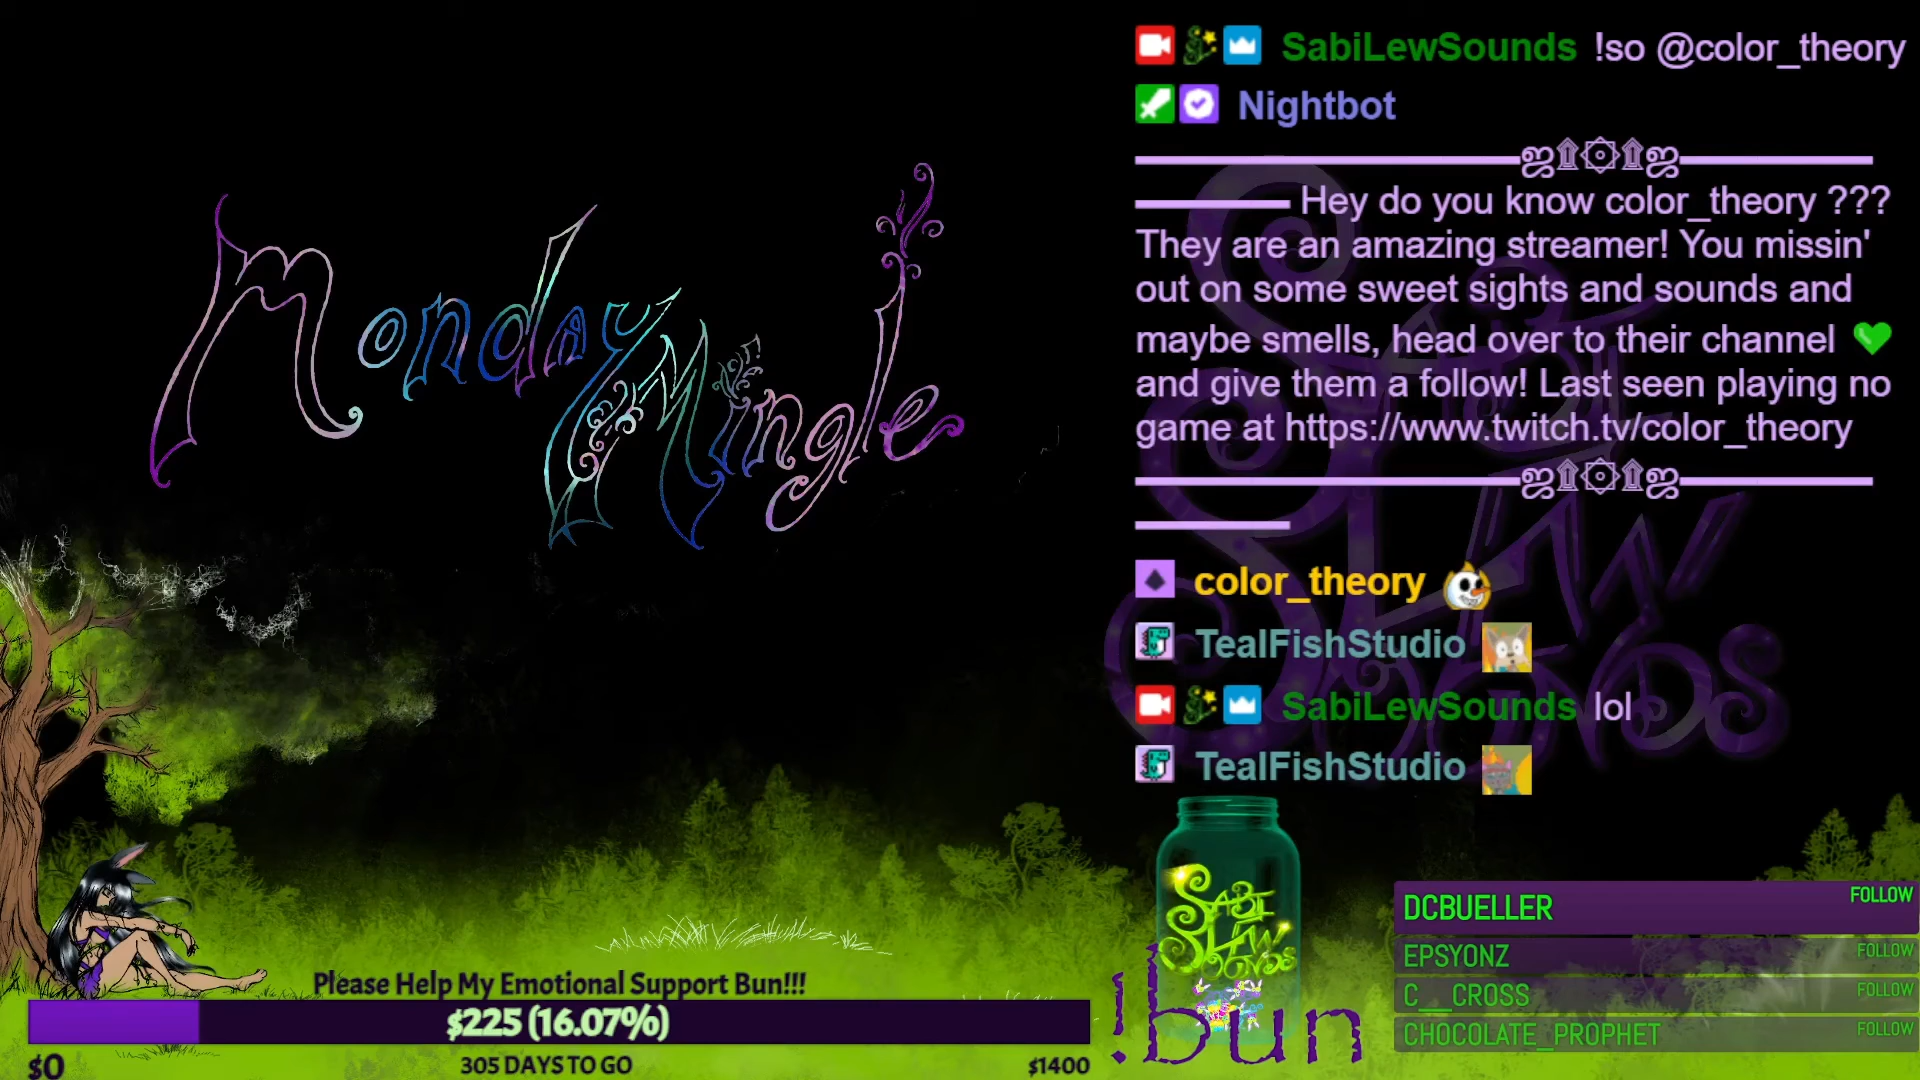 Monday
Mingle
SabiLewSounds !so @color_theory
Nightbot
━━━━━━━━━━ஜ۩۞۩ஜ━━━━━
━━━━ Hey do you know color_theory ???
They are an amazing streamer! You missin'
out on some sweet sights and sounds and
maybe smells, head over to their channel 💚
and give them a follow! Last seen playing no
game at https://www.twitch.tv/color_theory
━━━━━━━━━━ஜ۩۞۩ஜ━━━━━
━━━━
color_theory
TealFishStudio
SabiLewSounds lol
TealFishStudio
SABI
LEW
SOUNDS
!bun
Please Help My Emotional Support Bun!!!
$225 (16.07%)
$0
305 DAYS TO GO
$1400
DCBUELLER FOLLOW
EPSYONZ FOLLOW
C__CROSS FOLLOW
CHOCOLATE_PROPHET FOLLOW